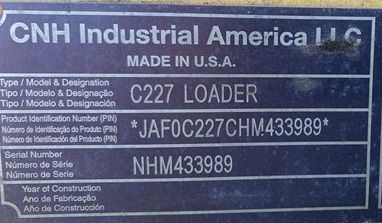 CNH Industrial America LLC
MADE IN U.S.A.
Type / Model & Designation
Tipo / Modelo & Designação
Tipo / Modelo & Designación
C227 LOADER
Product Identification Number (PIN)
Número de Identificação do Produto (PIN)
Número de Identificación del Producto (PIN)
*JAF0C227CHM433989*
Serial Number
Número de Série
Número de Série
NHM433989
Year of Construction
Ano de Fabricação
Año de Construcción